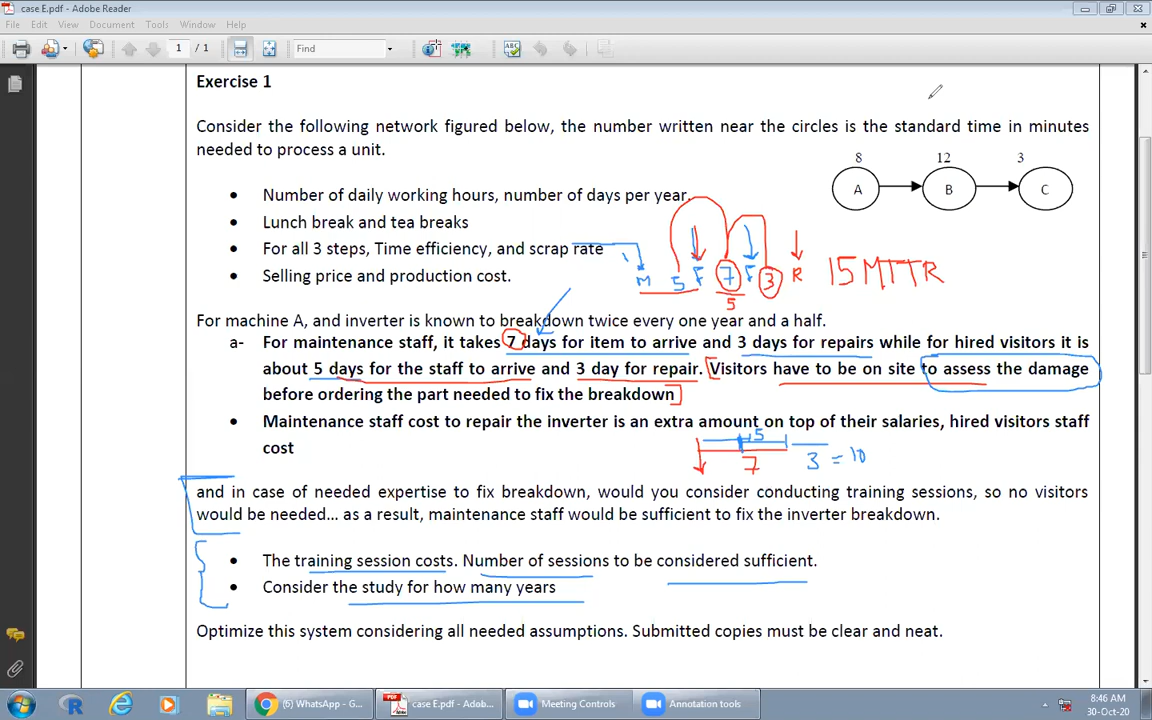 case E.pdf - Adobe Reader
File Edit View Document Tools Window Help
1 / 1 Find
Exercise 1
Consider the following network figured below, the number written near the circles is the standard time in minutes
needed to process a unit.
8 12 3
A B C
• Number of daily working hours, number of days per year.
• Lunch break and tea breaks
• For all 3 steps, Time efficiency, and scrap rate
• Selling price and production cost.
M 5 F 7 F 3 R 15 MTTR
5
For machine A, and inverter is known to breakdown twice every one year and a half.
a- For maintenance staff, it takes 7 days for item to arrive and 3 days for repairs while for hired visitors it is
about 5 days for the staff to arrive and 3 day for repair. Visitors have to be on site to assess the damage
before ordering the part needed to fix the breakdown
• Maintenance staff cost to repair the inverter is an extra amount on top of their salaries, hired visitors staff
cost
5
7 3 = 10
and in case of needed expertise to fix breakdown, would you consider conducting training sessions, so no visitors
would be needed… as a result, maintenance staff would be sufficient to fix the inverter breakdown.
• The training session costs. Number of sessions to be considered sufficient.
• Consider the study for how many years
Optimize this system considering all needed assumptions. Submitted copies must be clear and neat.
(6) WhatsApp - G... case E.pdf - Adob... Meeting Controls Annotation tools
8:46 AM
30-Oct-20